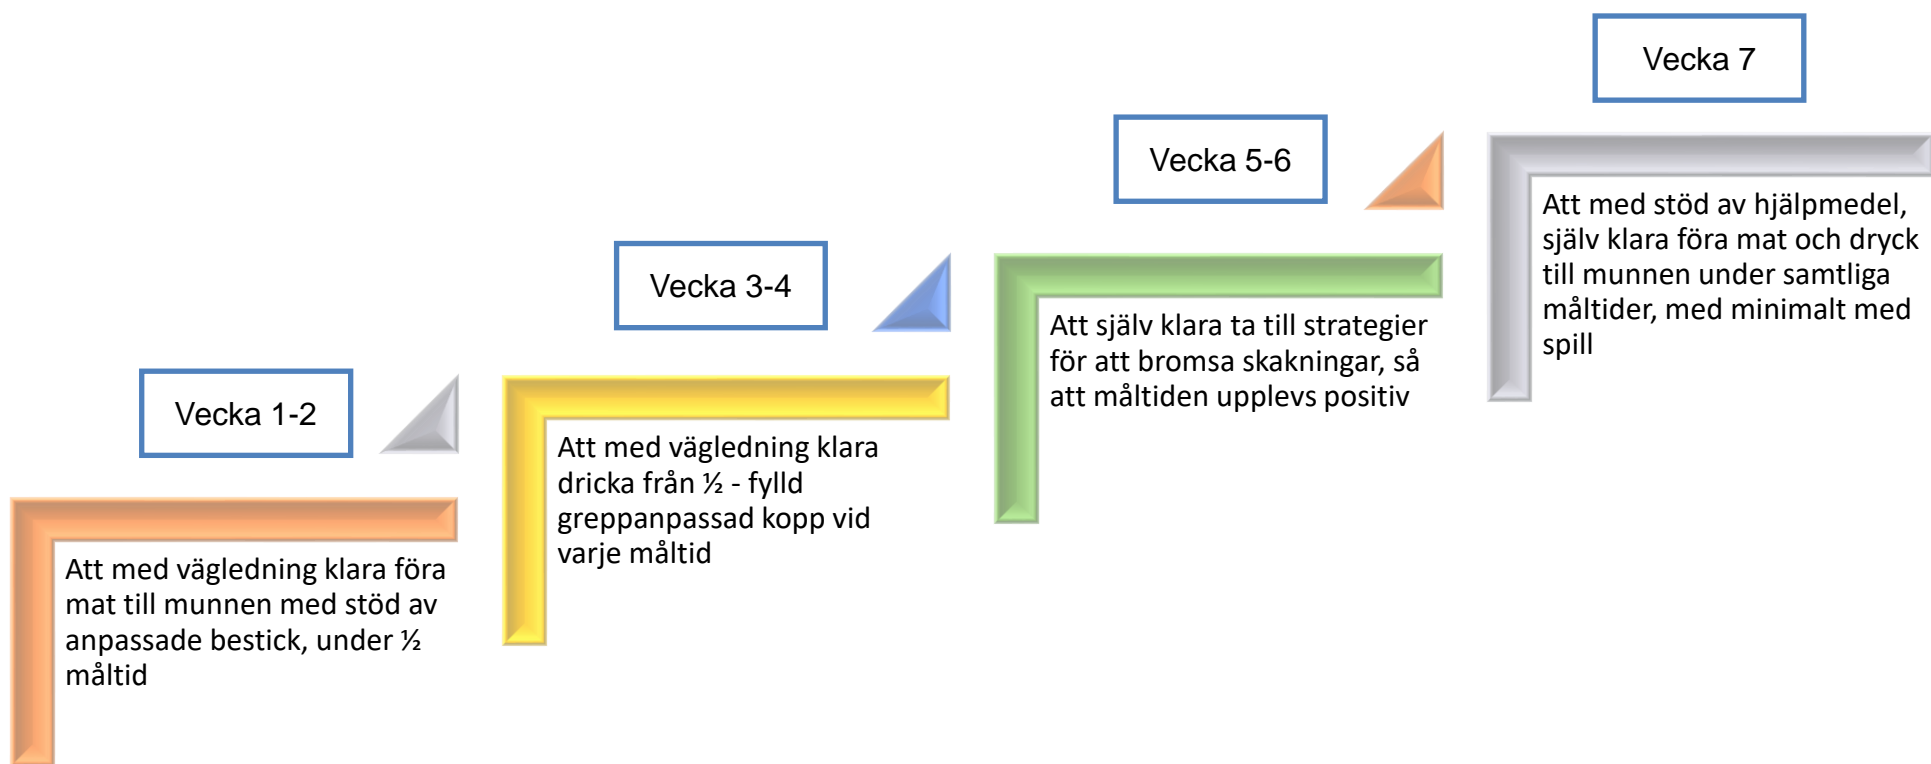 Vecka 1-2
Att med vägledning klara föra
mat till munnen med stöd av
anpassade bestick, under ½
måltid
Vecka 3-4
Att med vägledning klara
dricka från ½ - fylld
greppanpassad kopp vid
varje måltid
Vecka 5-6
Att själv klara ta till strategier
för att bromsa skakningar, så
att måltiden upplevs positiv
Vecka 7
Att med stöd av hjälpmedel,
själv klara föra mat och dryck
till munnen under samtliga
måltider, med minimalt med
spill